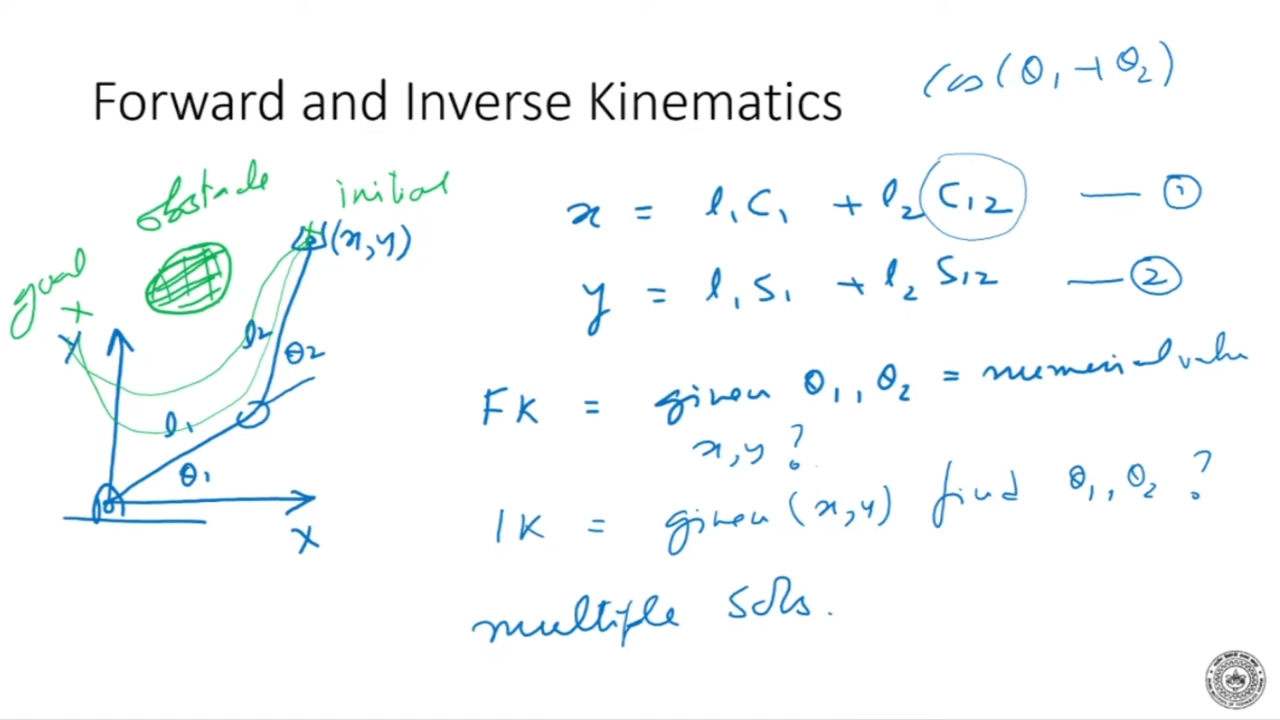 cos(θ₁+θ₂)
Forward and Inverse Kinematics
obstacle
initial
goal
(x,y)
x = l₁C₁ + l₂C₁₂ — ①
y = l₁S₁ + l₂S₁₂ — ②
Y
l₂
θ₂
l₁
θ₁
X
FK = given θ₁, θ₂ = numerical value
x,y ?
IK = given (x,y) find θ₁, θ₂ ?
multiple sols.